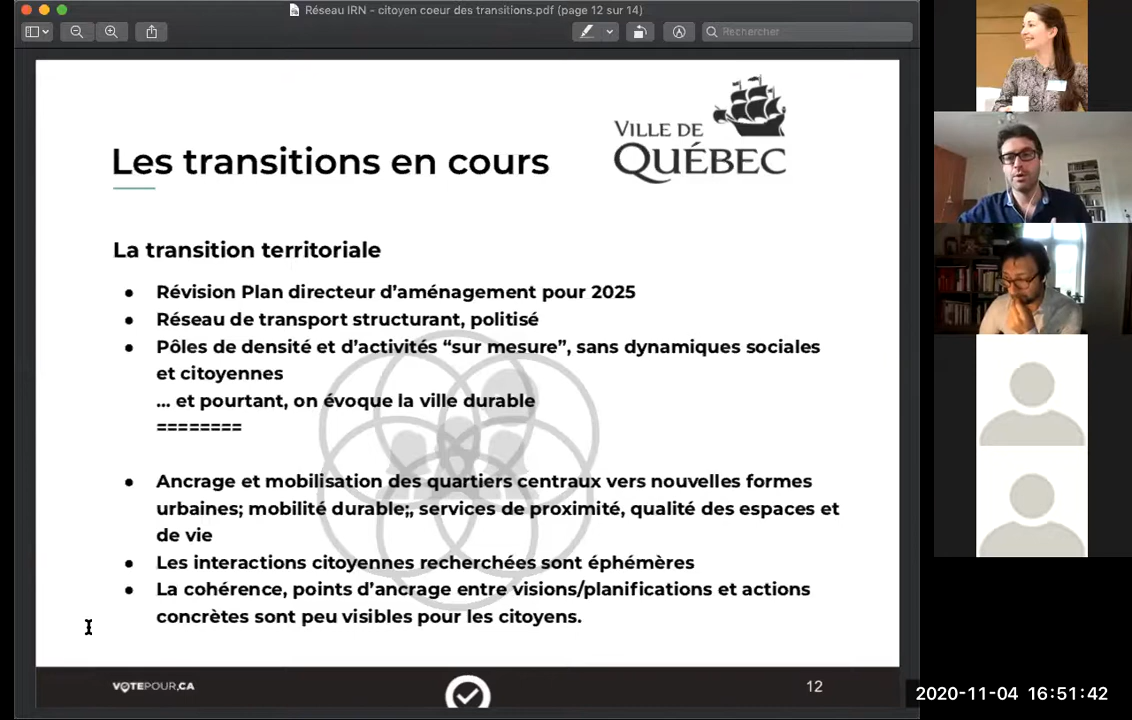 Réseau IRN - citoyen coeur des transitions.pdf (page 12 sur 14)
Rechercher
VILLE DE
QUÉBEC
Les transitions en cours
La transition territoriale
• Révision Plan directeur d’aménagement pour 2025
• Réseau de transport structurant, politisé
• Pôles de densité et d’activités “sur mesure”, sans dynamiques sociales
et citoyennes
... et pourtant, on évoque la ville durable
========
• Ancrage et mobilisation des quartiers centraux vers nouvelles formes
urbaines; mobilité durable;, services de proximité, qualité des espaces et
de vie
• Les interactions citoyennes recherchées sont éphémères
• La cohérence, points d’ancrage entre visions/planifications et actions
concrètes sont peu visibles pour les citoyens.
VOTEPOUR.CA
12
2020-11-04 16:51:42